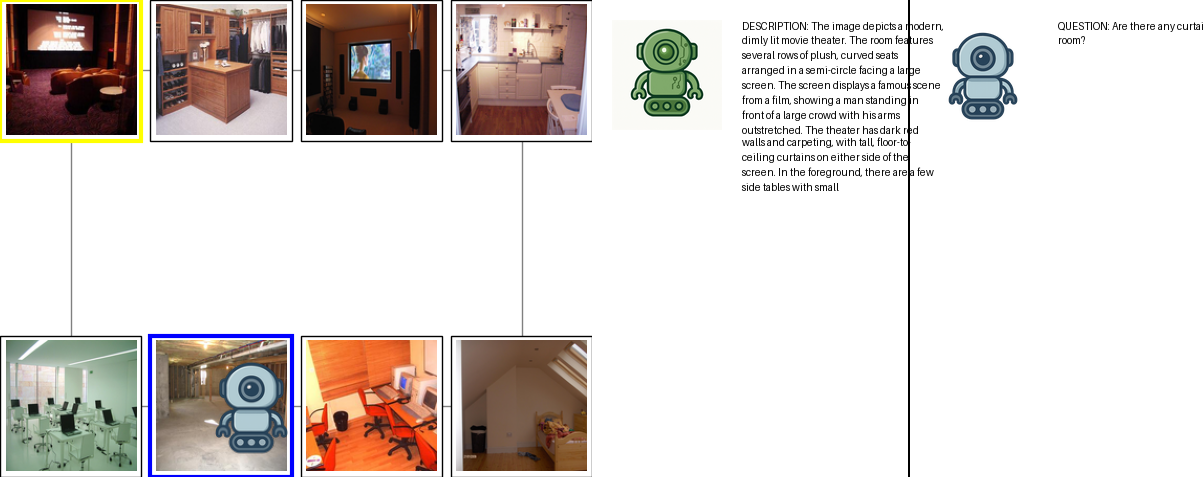 DESCRIPTION: The image depicts a modern,
dimly lit movie theater. The room features
several rows of plush, curved seats
arranged in a semi-circle facing a large
screen. The screen displays a famous scene
from a film, showing a man standing in
front of a large crowd with his arms
outstretched. The theater has dark red
walls and carpeting, with tall, floor-to-
ceiling curtains on either side of the
screen. In the foreground, there are a few
side tables with small
QUESTION: Are there any curtai
room?